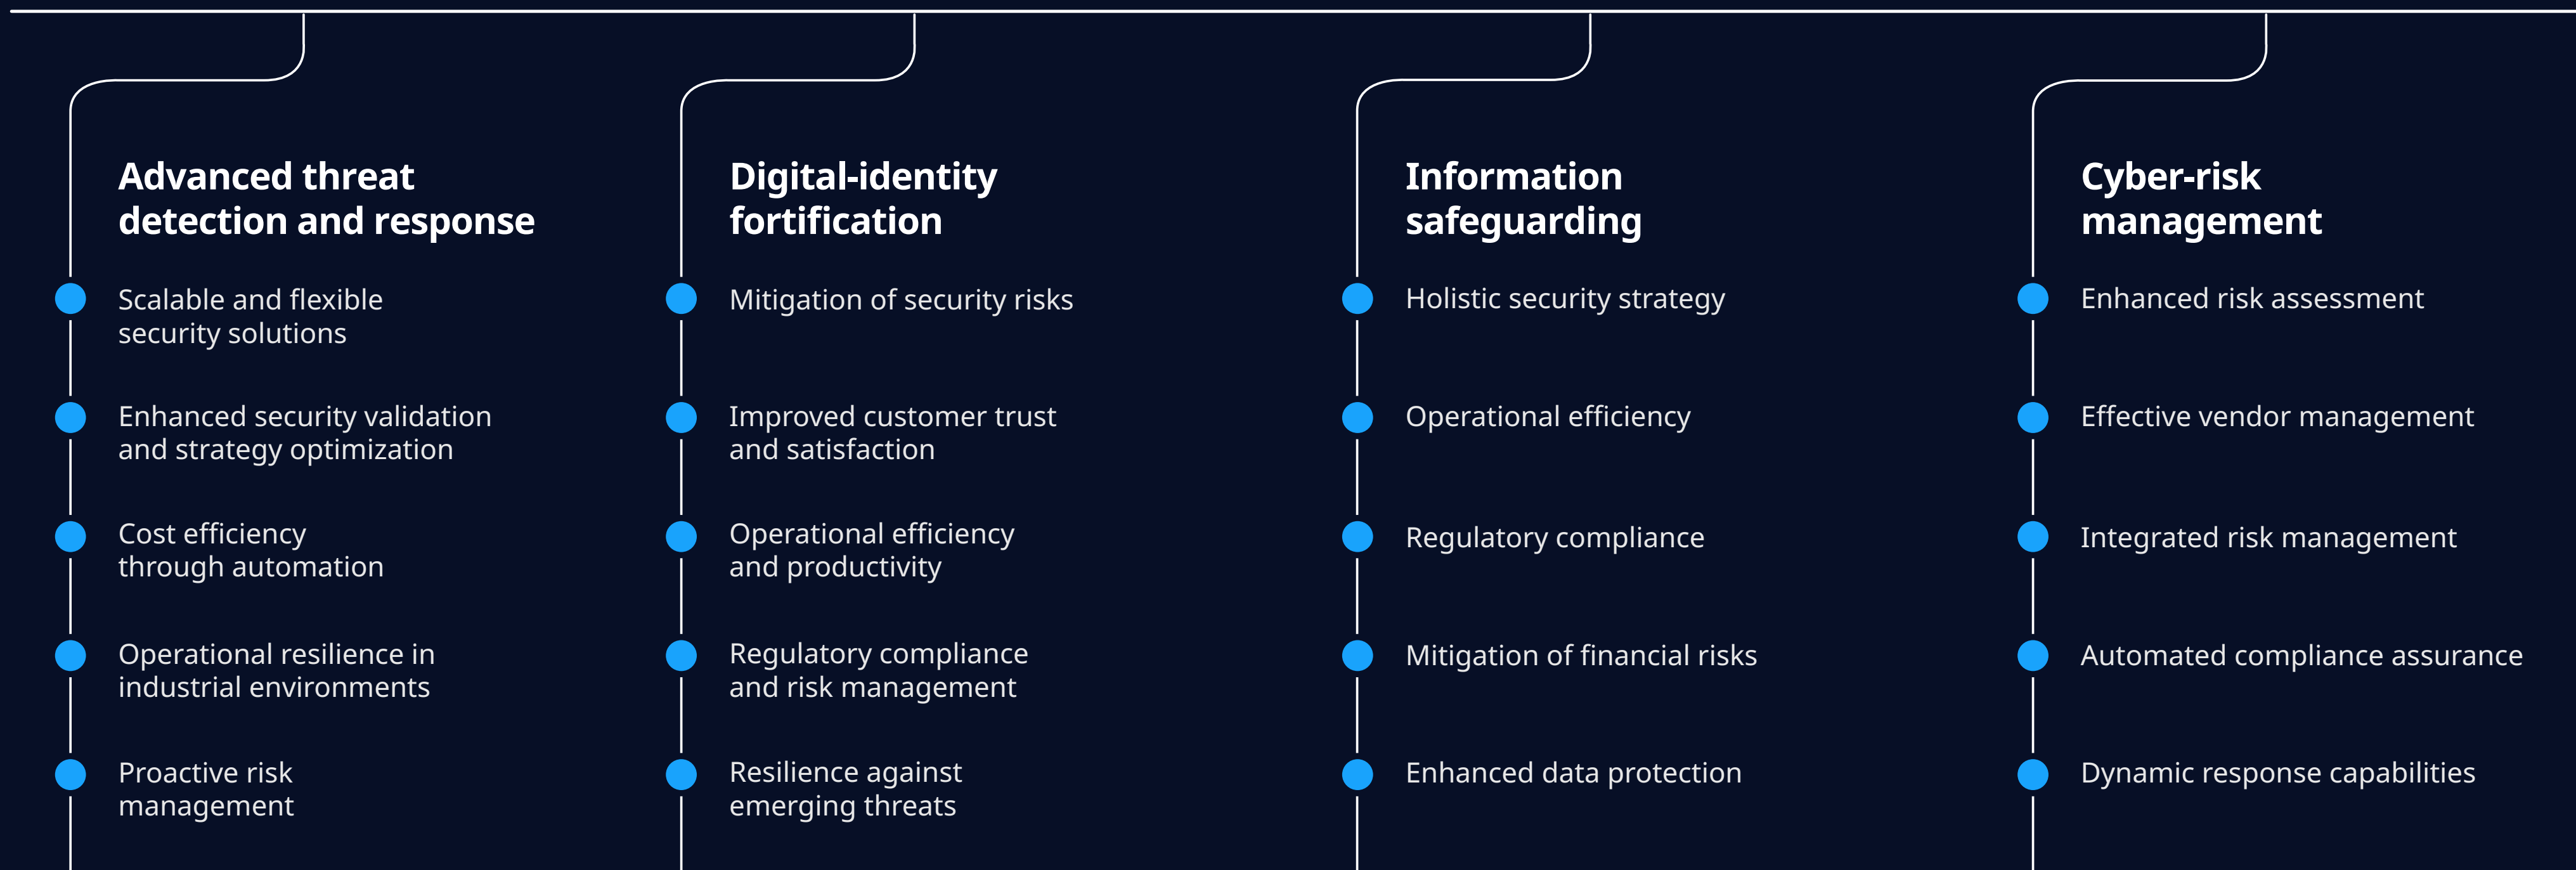 Advanced threat
detection and response
Scalable and flexible
security solutions
Enhanced security validation
and strategy optimization
Cost efficiency
through automation
Operational resilience in
industrial environments
Proactive risk
management
Digital-identity
fortification
Mitigation of security risks
Improved customer trust
and satisfaction
Operational efficiency
and productivity
Regulatory compliance
and risk management
Resilience against
emerging threats
Information
safeguarding
Holistic security strategy
Operational efficiency
Regulatory compliance
Mitigation of financial risks
Enhanced data protection
Cyber-risk
management
Enhanced risk assessment
Effective vendor management
Integrated risk management
Automated compliance assurance
Dynamic response capabilities